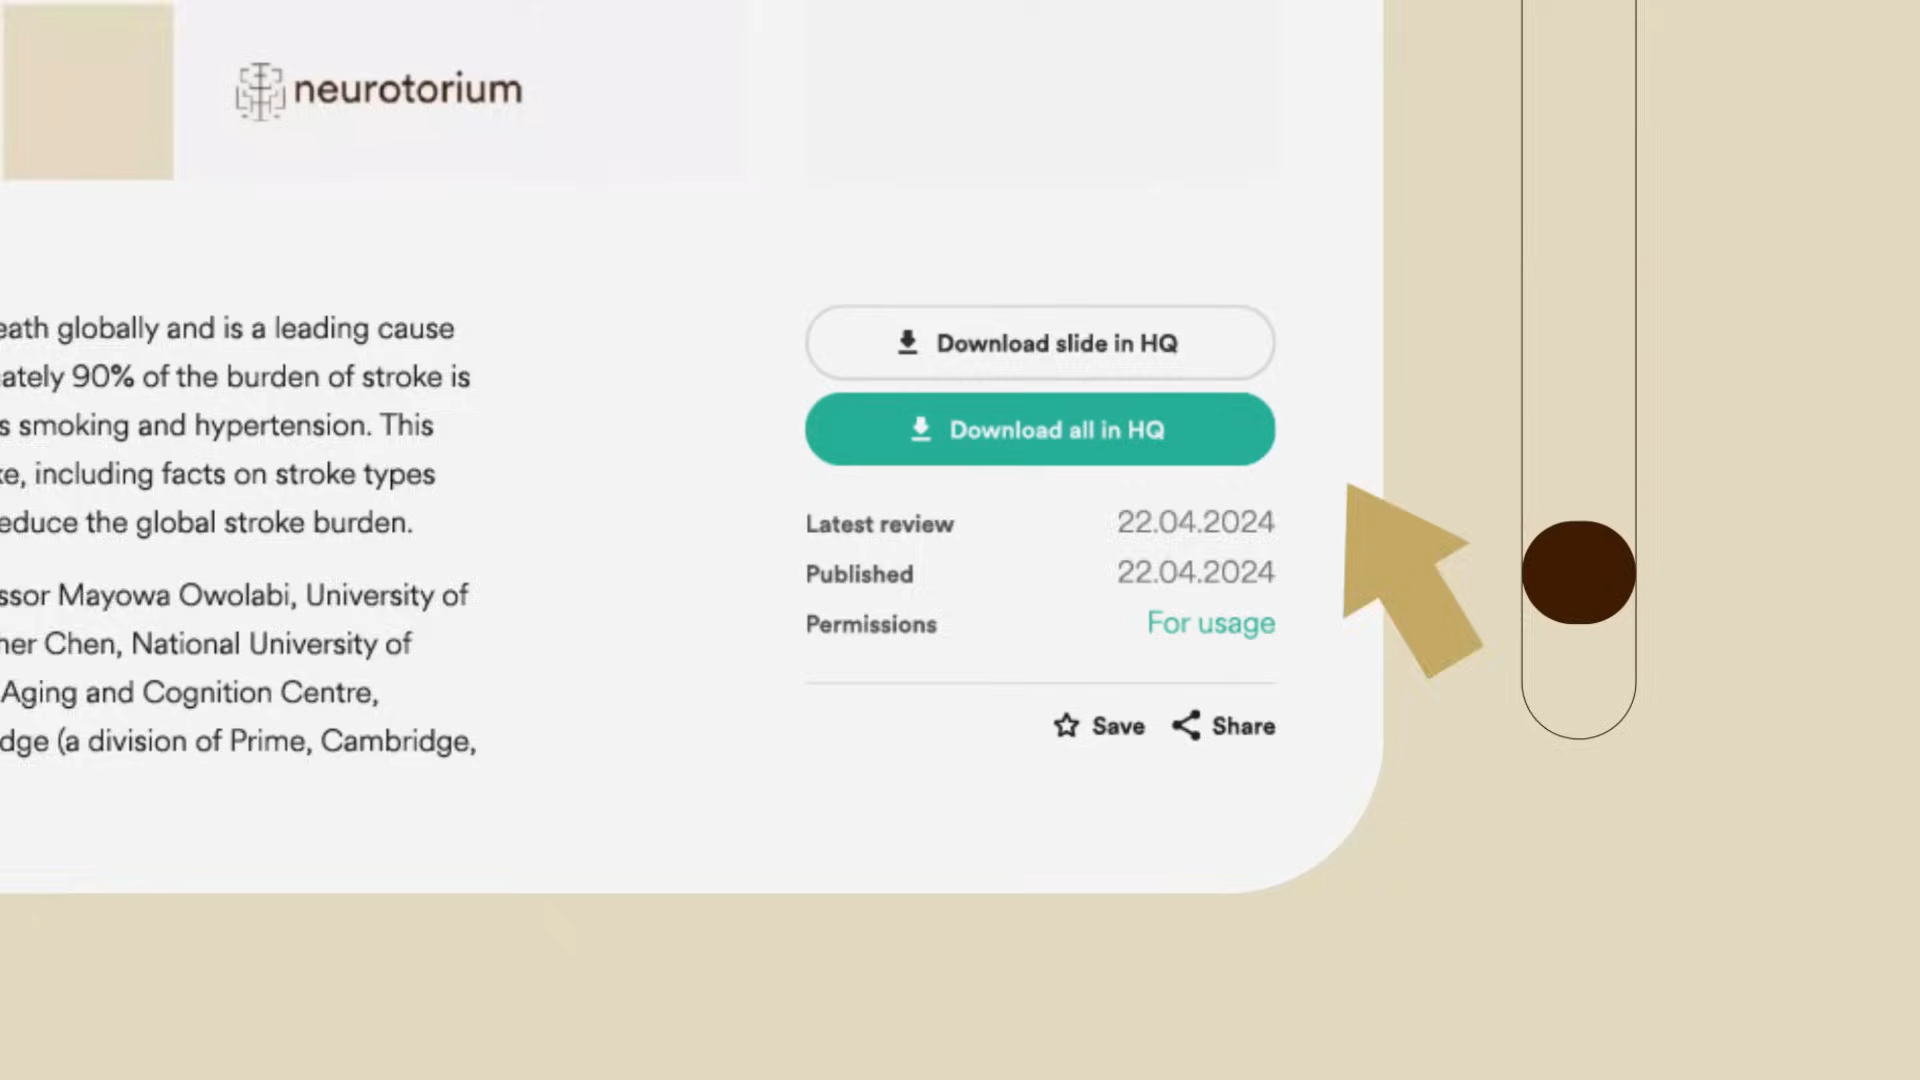 neurotorium
eath globally and is a leading cause
ately 90% of the burden of stroke is
s smoking and hypertension. This
ke, including facts on stroke types
educe the global stroke burden.
ssor Mayowa Owolabi, University of
her Chen, National University of
Aging and Cognition Centre,
dge (a division of Prime, Cambridge,
Download slide in HQ
Download all in HQ
Latest review 22.04.2024
Published 22.04.2024
Permissions For usage
Save Share